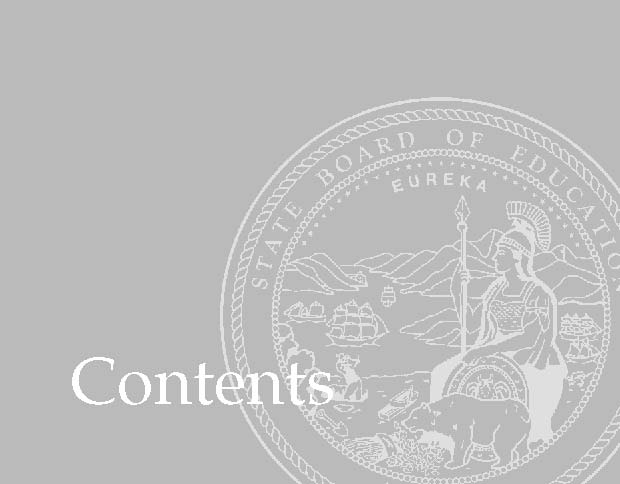 STATE BOARD OF EDUCATION
EUREKA
Contents